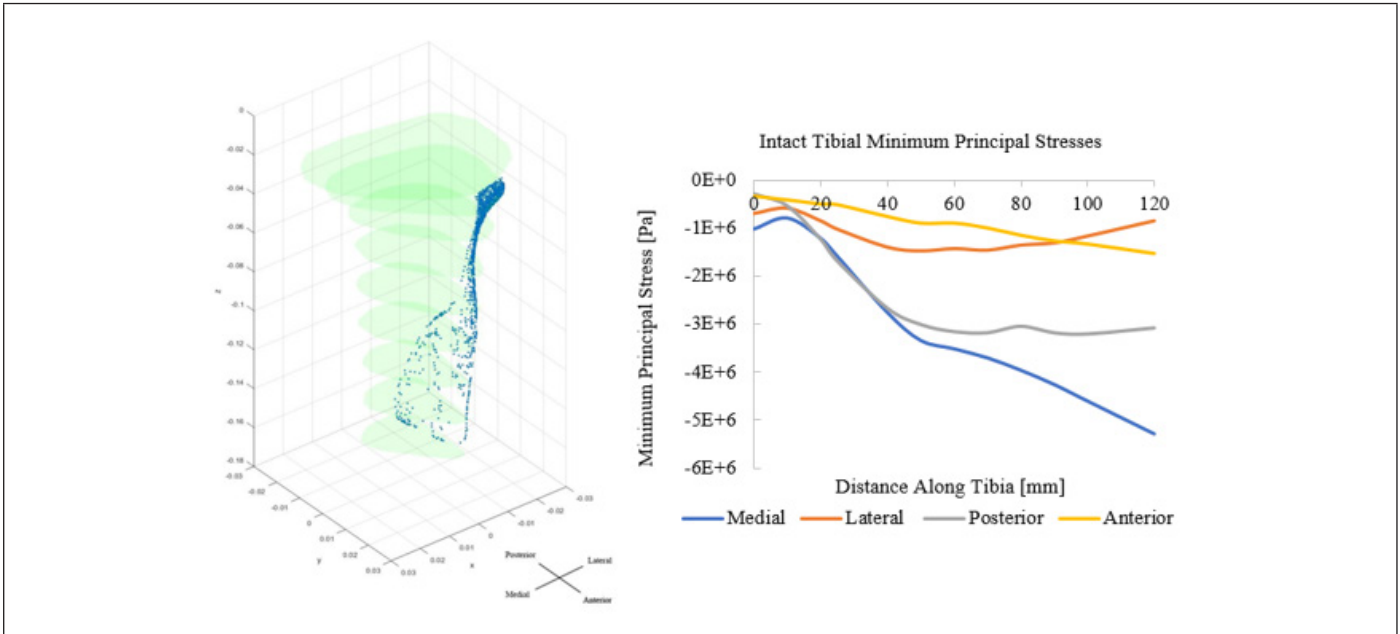 0
-0.02
-0.04
-0.06
-0.08
-0.1
-0.12
-0.14
-0.16
-0.18
z
-0.03
-0.02
-0.01
0
0.01
0.02
0.03
y
0.03
0.02
0.01
0
-0.01
-0.02
-0.03
x
Posterior
Lateral
Medial
Anterior
Intact Tibial Minimum Principal Stresses
0E+0
-1E+6
-2E+6
-3E+6
-4E+6
-5E+6
-6E+6
0 20 40 60 80 100 120
Minimum Principal Stress [Pa]
Distance Along Tibia [mm]
Medial Lateral Posterior Anterior